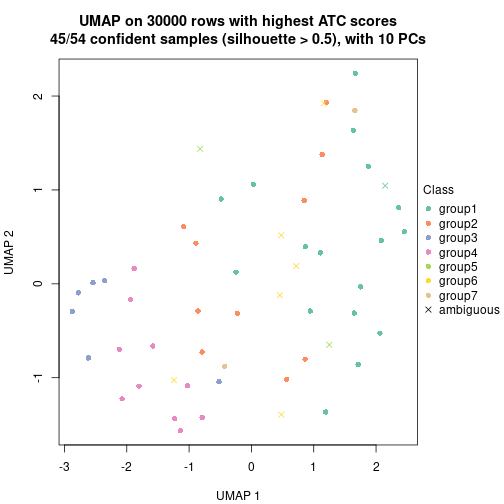 UMAP on 30000 rows with highest ATC scores
45/54 confident samples (silhouette > 0.5), with 10 PCs
UMAP 2
2
1
0
-1
-3
-2
-1
0
1
2
UMAP 1
Class
group1
group2
group3
group4
group5
group6
group7
ambiguous